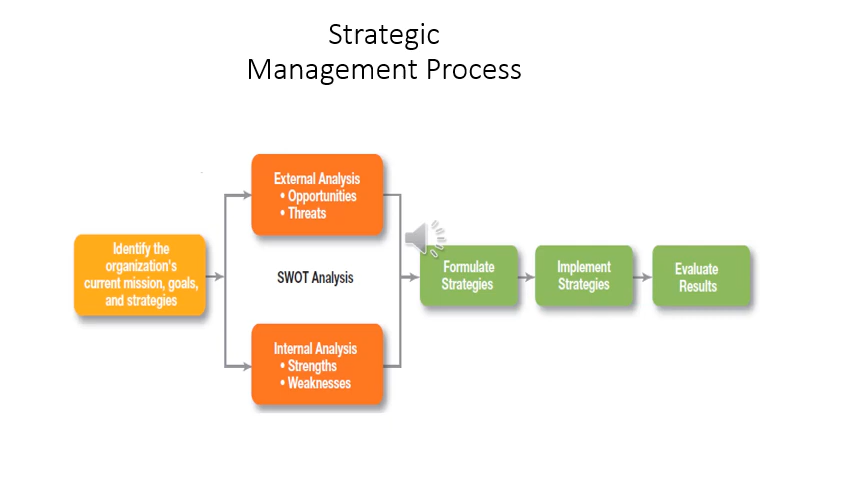 Strategic
Management Process
External Analysis
• Opportunities
• Threats
Identify the
organization's
current mission, goals,
and strategies
SWOT Analysis
Formulate
Strategies
Implement
Strategies
Evaluate
Results
Internal Analysis
• Strengths
• Weaknesses